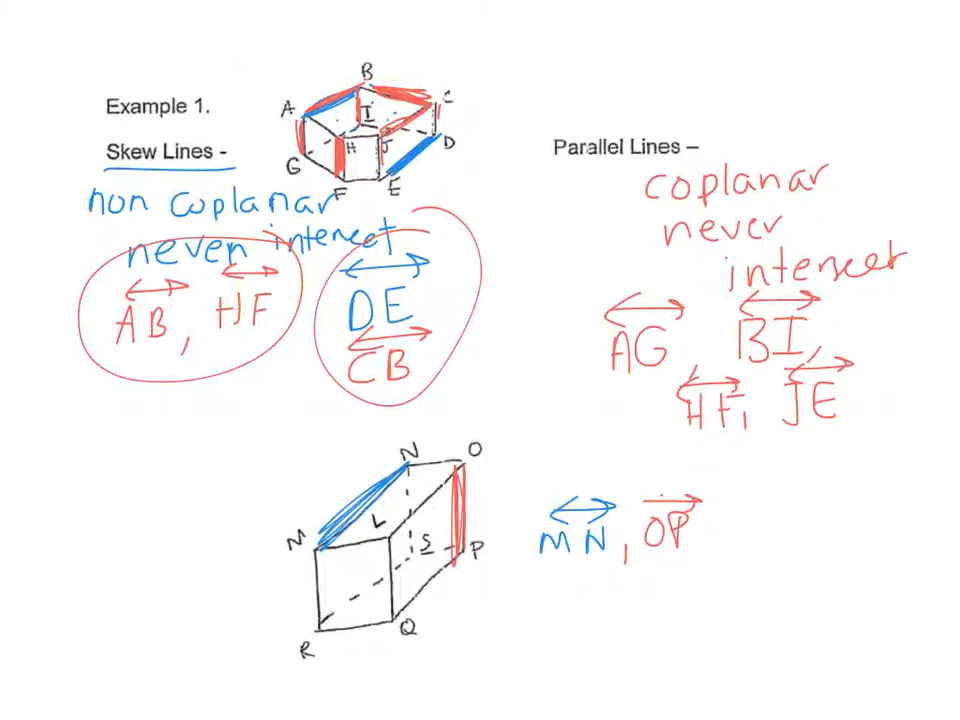 Example 1.
Skew Lines -
non coplanar
never intersect
AB, HF
DE
CB
B
A
C
I
H
J
D
G
F
E
Parallel Lines –
coplanar
never
intersect
AG, BI,
HF, JE
N
O
M
L
S
P
R
Q
MN, OP